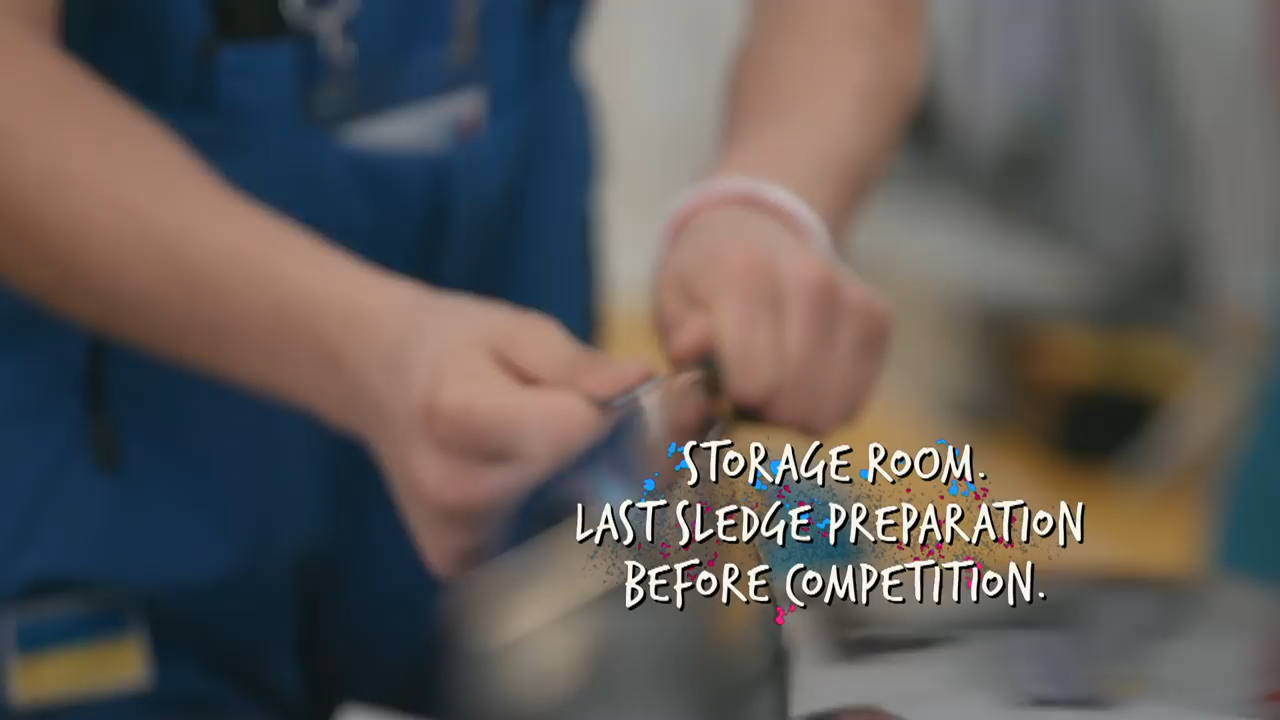 STORAGE ROOM.
LAST SLEDGE PREPARATION
BEFORE COMPETITION.